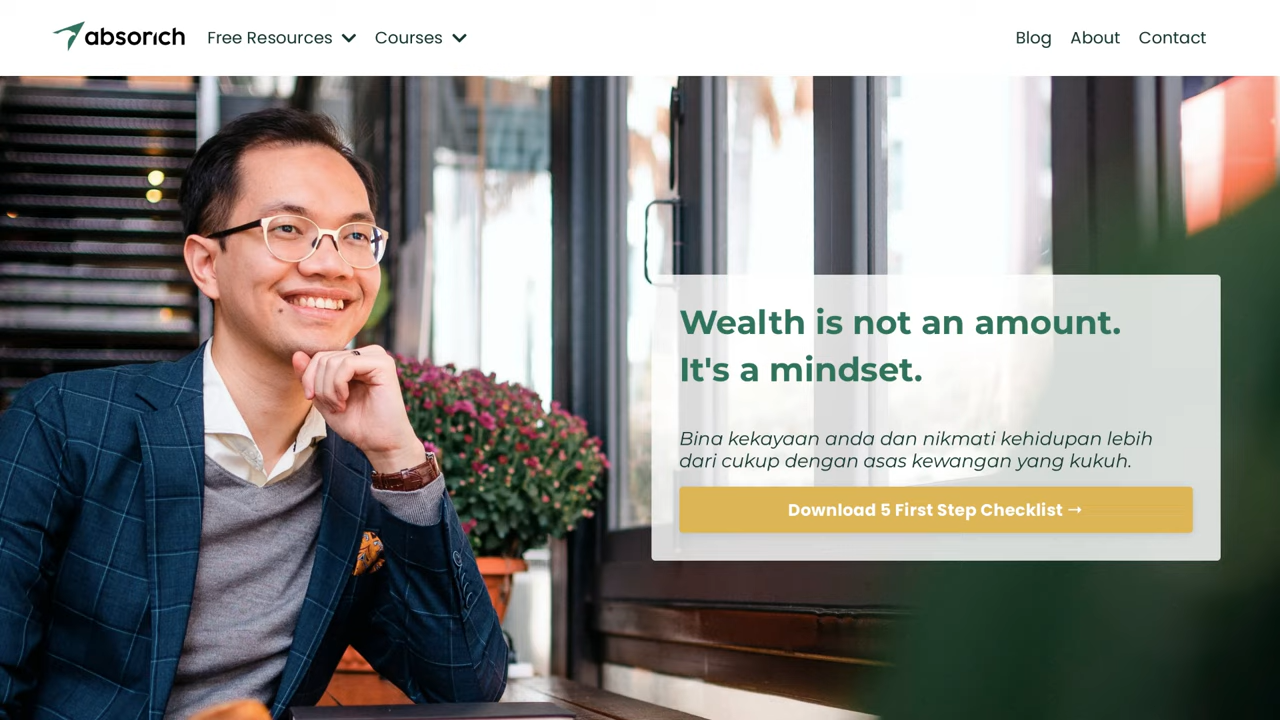 absorich
Free Resources
Courses
Blog
About
Contact
Wealth is not an amount.
It's a mindset.
Bina kekayaan anda dan nikmati kehidupan lebih
dari cukup dengan asas kewangan yang kukuh.
Download 5 First Step Checklist →